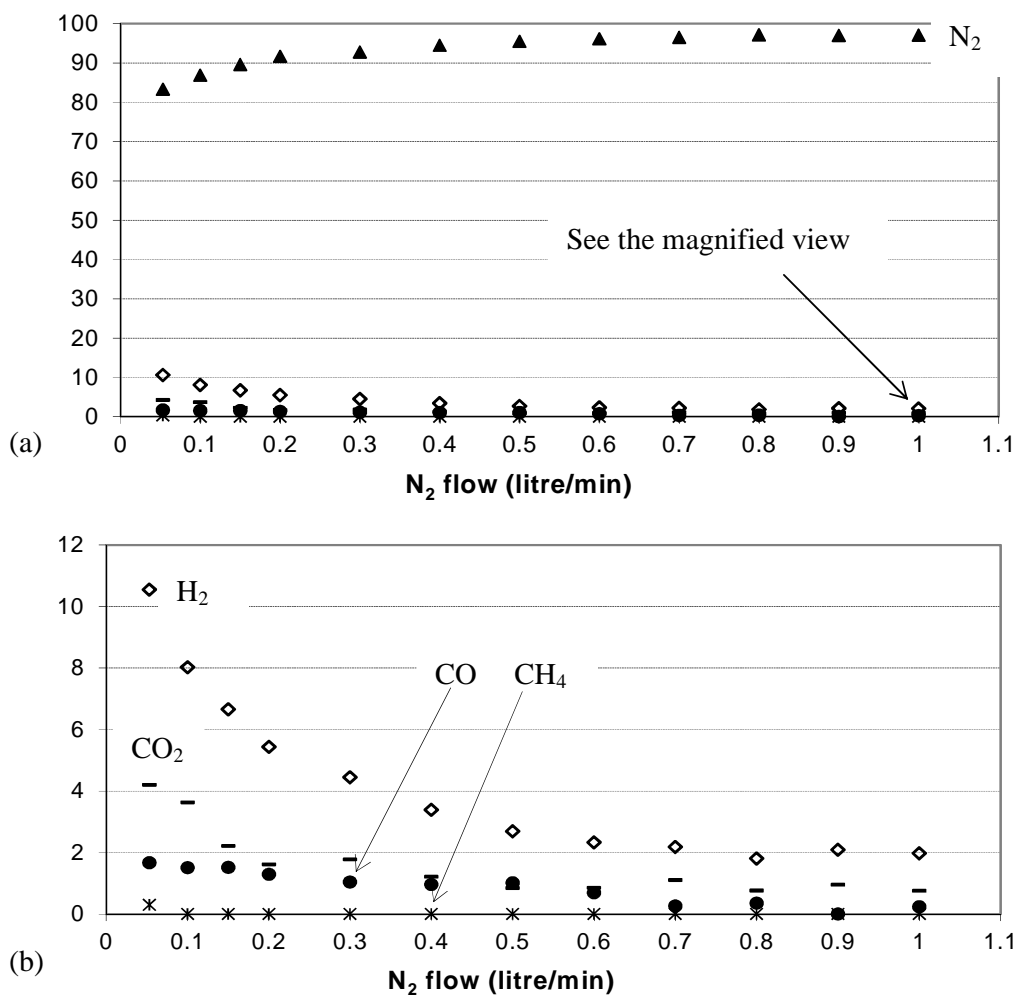 100
90
80
70
60
50
40
30
20
10
0
N₂
See the magnified view
0 0.1 0.2 0.3 0.4 0.5 0.6 0.7 0.8 0.9 1 1.1
(a)
N₂ flow (litre/min)
12
10
8
6
4
2
0
H₂
CO CH₄
CO₂
0 0.1 0.2 0.3 0.4 0.5 0.6 0.7 0.8 0.9 1 1.1
(b)
N₂ flow (litre/min)